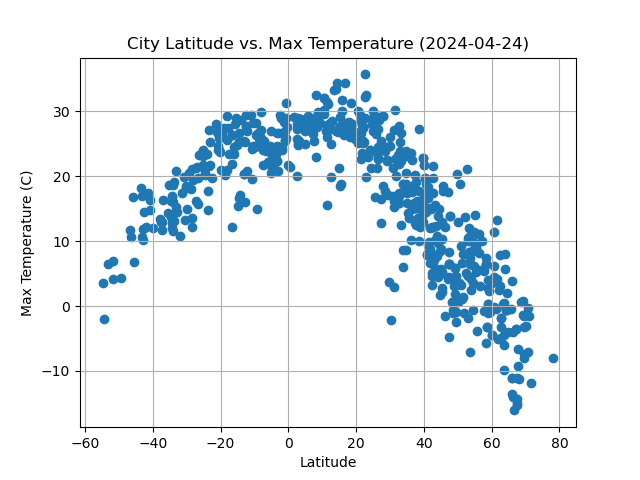 City Latitude vs. Max Temperature (2024-04-24)
Max Temperature (C)
30
20
10
0
−10
−60 −40 −20 0 20 40 60 80
Latitude